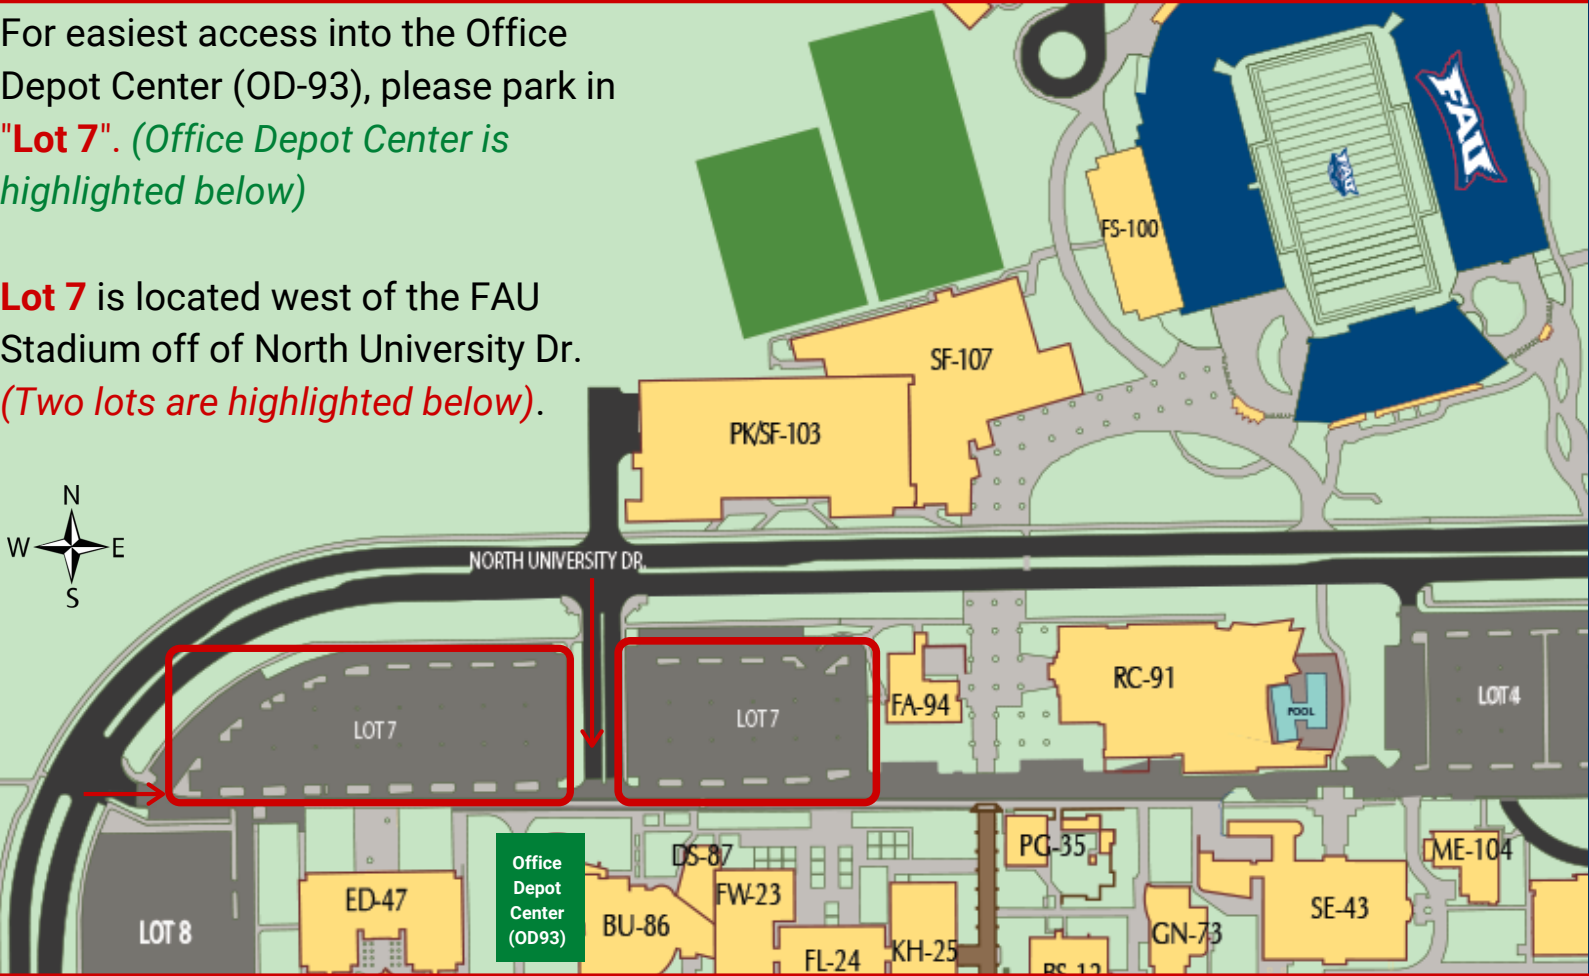 For easiest access into the Office
Depot Center (OD-93), please park in
"Lot 7". (Office Depot Center is
highlighted below)
Lot 7 is located west of the FAU
Stadium off of North University Dr.
(Two lots are highlighted below).
FAU
FAU
FS-100
SF-107
PK/SF-103
N
W
E
S
NORTH UNIVERSITY DR.
LOT 7
LOT 7
FA-94
RC-91
POOL
LOT 4
LOT 8
ED-47
Office
Depot
Center
(OD93)
BU-86
DS-87
FW-23
FL-24
KH-25
PG-35
BS-12
GN-73
SE-43
ME-104